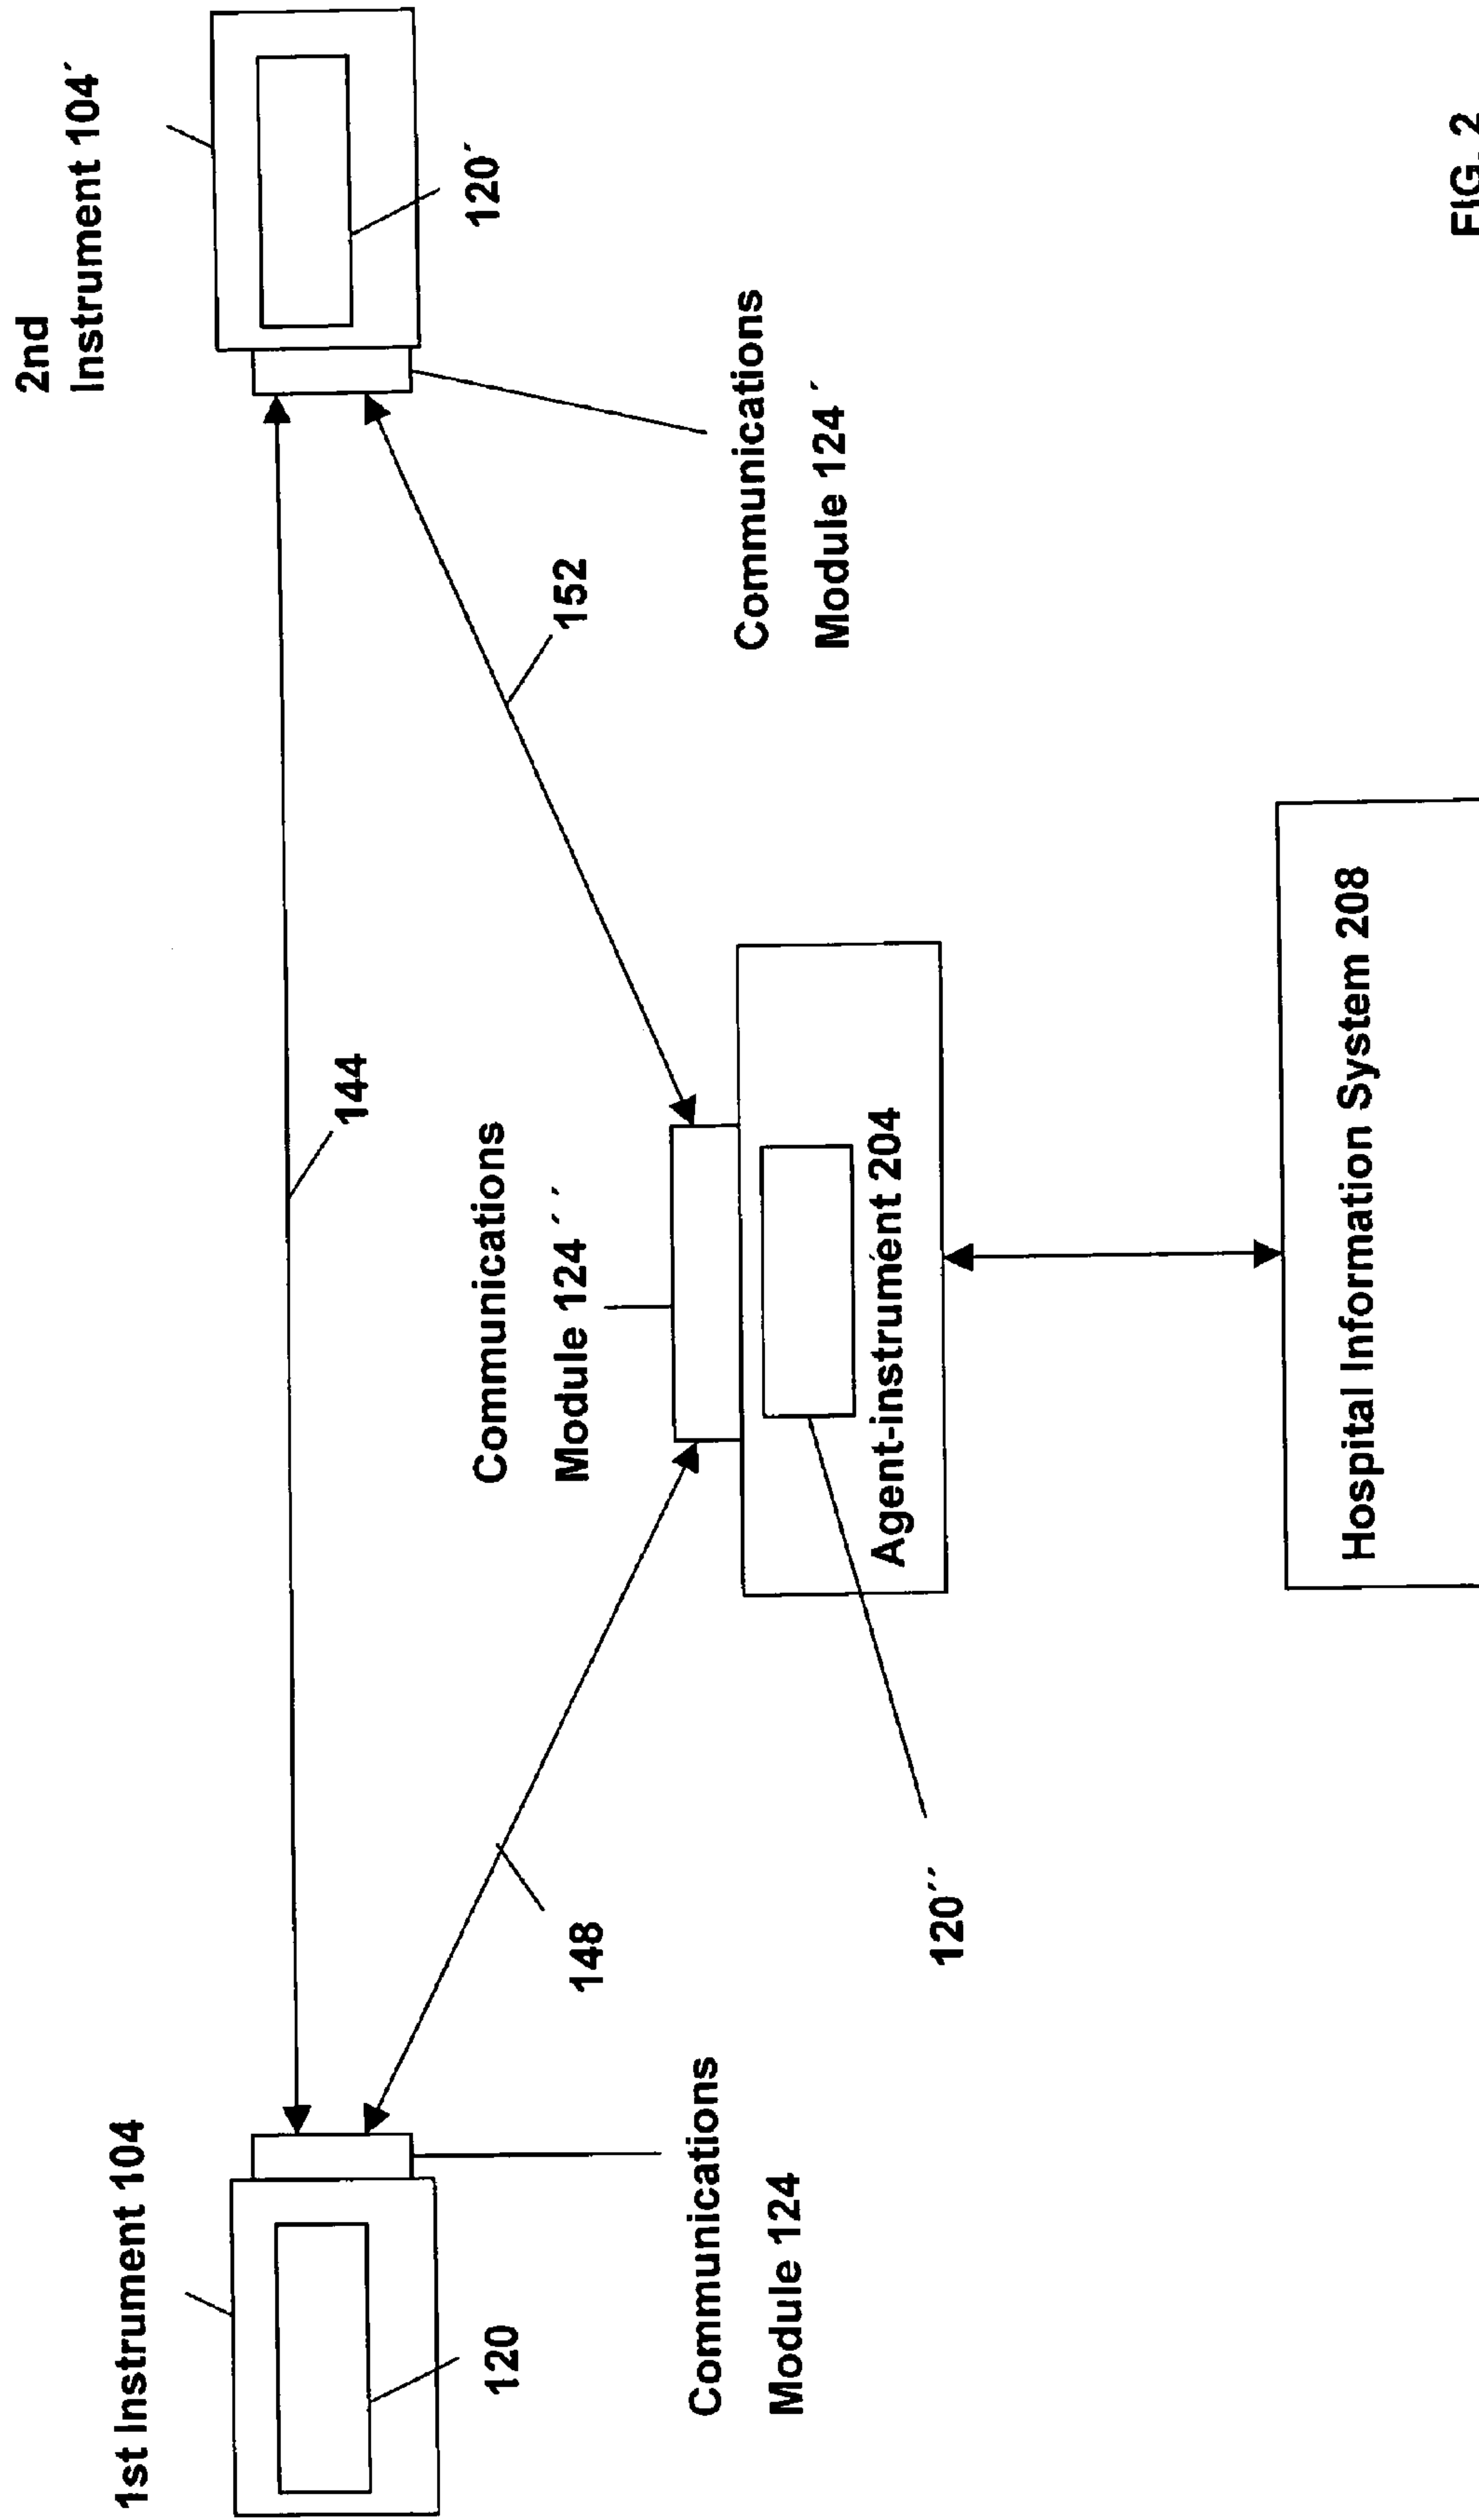 1st Instrument 104
2nd
Instrument 104´
144
120
120´
148
152
Communications
Module 124
Communications
Module 124´´
Communications
Module 124´
Agent-instrument 204
120´´
Hospital Information System 208
FIG. 2